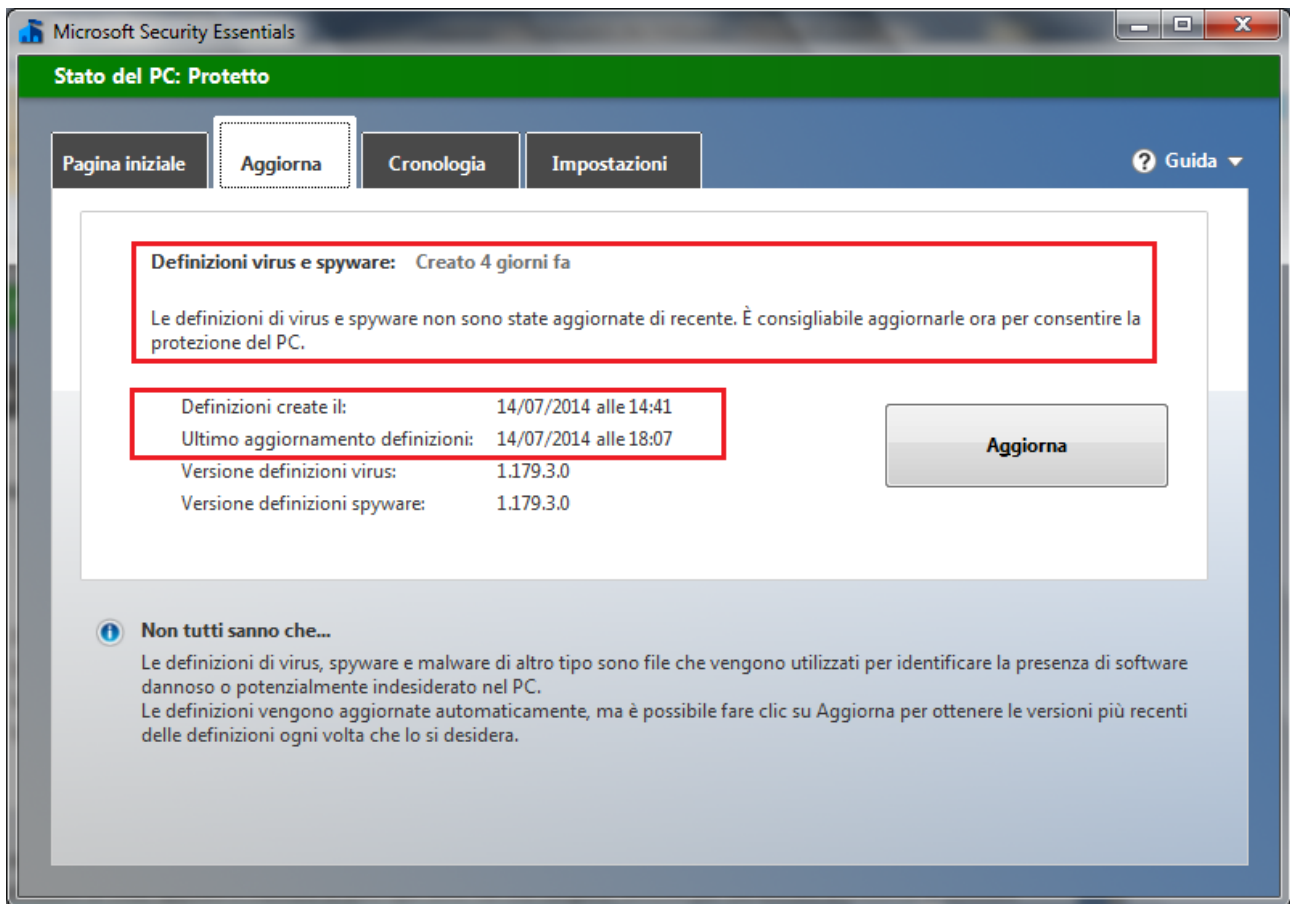 Microsoft Security Essentials
Stato del PC: Protetto
Pagina iniziale
Aggiorna
Cronologia
Impostazioni
? Guida
Definizioni virus e spyware: Creato 4 giorni fa
Le definizioni di virus e spyware non sono state aggiornate di recente. È consigliabile aggiornarle ora per consentire la
protezione del PC.
Definizioni create il: 14/07/2014 alle 14:41
Ultimo aggiornamento definizioni: 14/07/2014 alle 18:07
Versione definizioni virus: 1.179.3.0
Versione definizioni spyware: 1.179.3.0
Aggiorna
Non tutti sanno che...
Le definizioni di virus, spyware e malware di altro tipo sono file che vengono utilizzati per identificare la presenza di software
dannoso o potenzialmente indesiderato nel PC.
Le definizioni vengono aggiornate automaticamente, ma è possibile fare clic su Aggiorna per ottenere le versioni più recenti
delle definizioni ogni volta che lo si desidera.